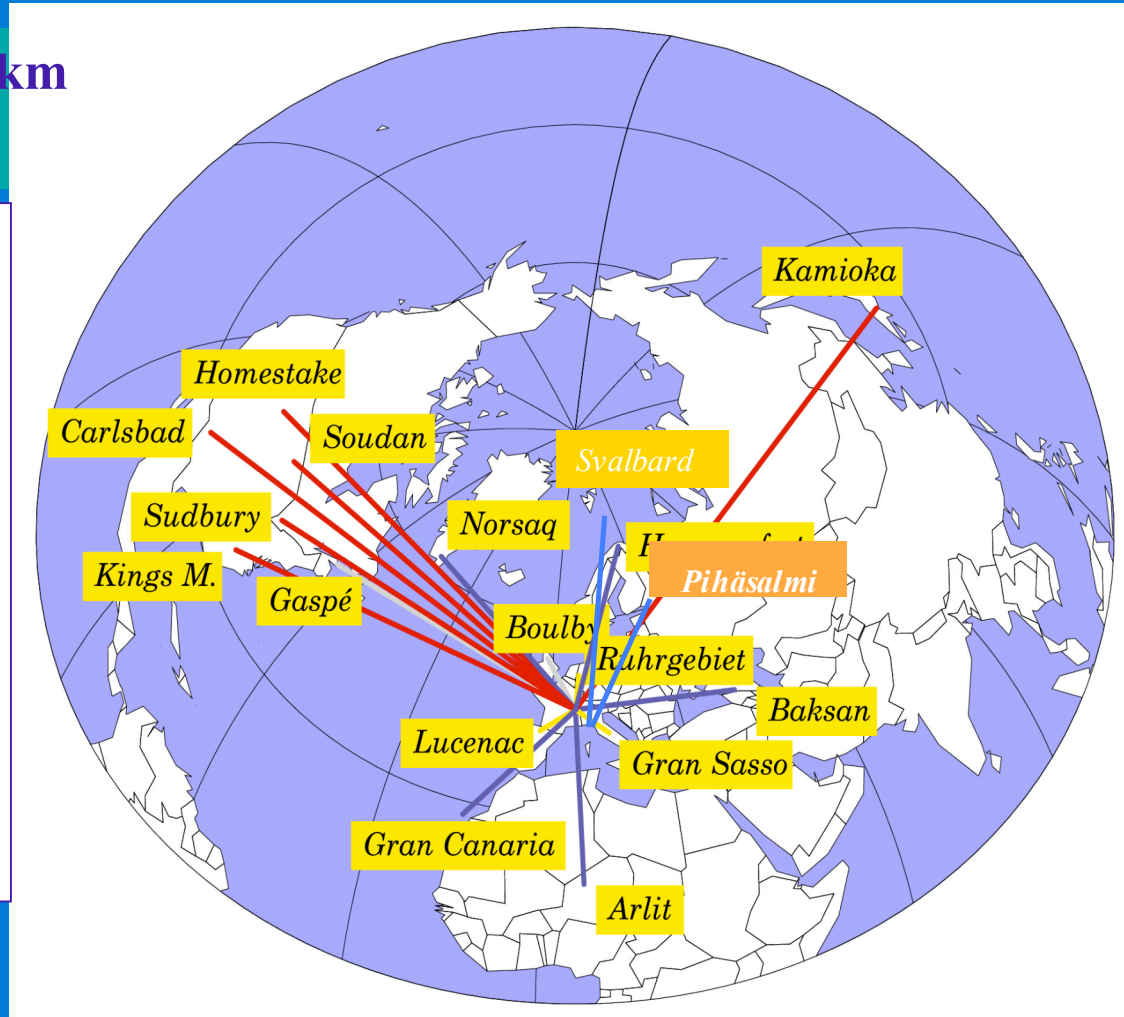 km
Kamioka
Homestake
Carlsbad
Soudan
Svalbard
Sudbury
Norsaq
Kings M.
Pihäsalmi
Gaspé
Boulby
Ruhrgebiet
Baksan
Lucenac
Gran Sasso
Gran Canaria
Arlit